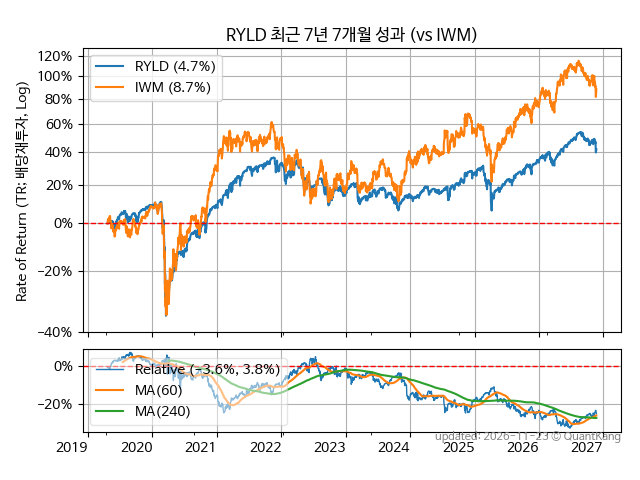 RYLD 최근 7년 7개월 성과 (vs IWM)
120%
100%
80%
60%
40%
20%
0%
−20%
−40%
Rate of Return (TR: 배당재투자, Log)
RYLD (4.7%)
IWM (8.7%)
0%
−20%
Relative (−3.6%, 3.8%)
MA(60)
MA(240)
updated: 2026-11-23 © QuantKang
2019 2020 2021 2022 2023 2024 2025 2026 2027